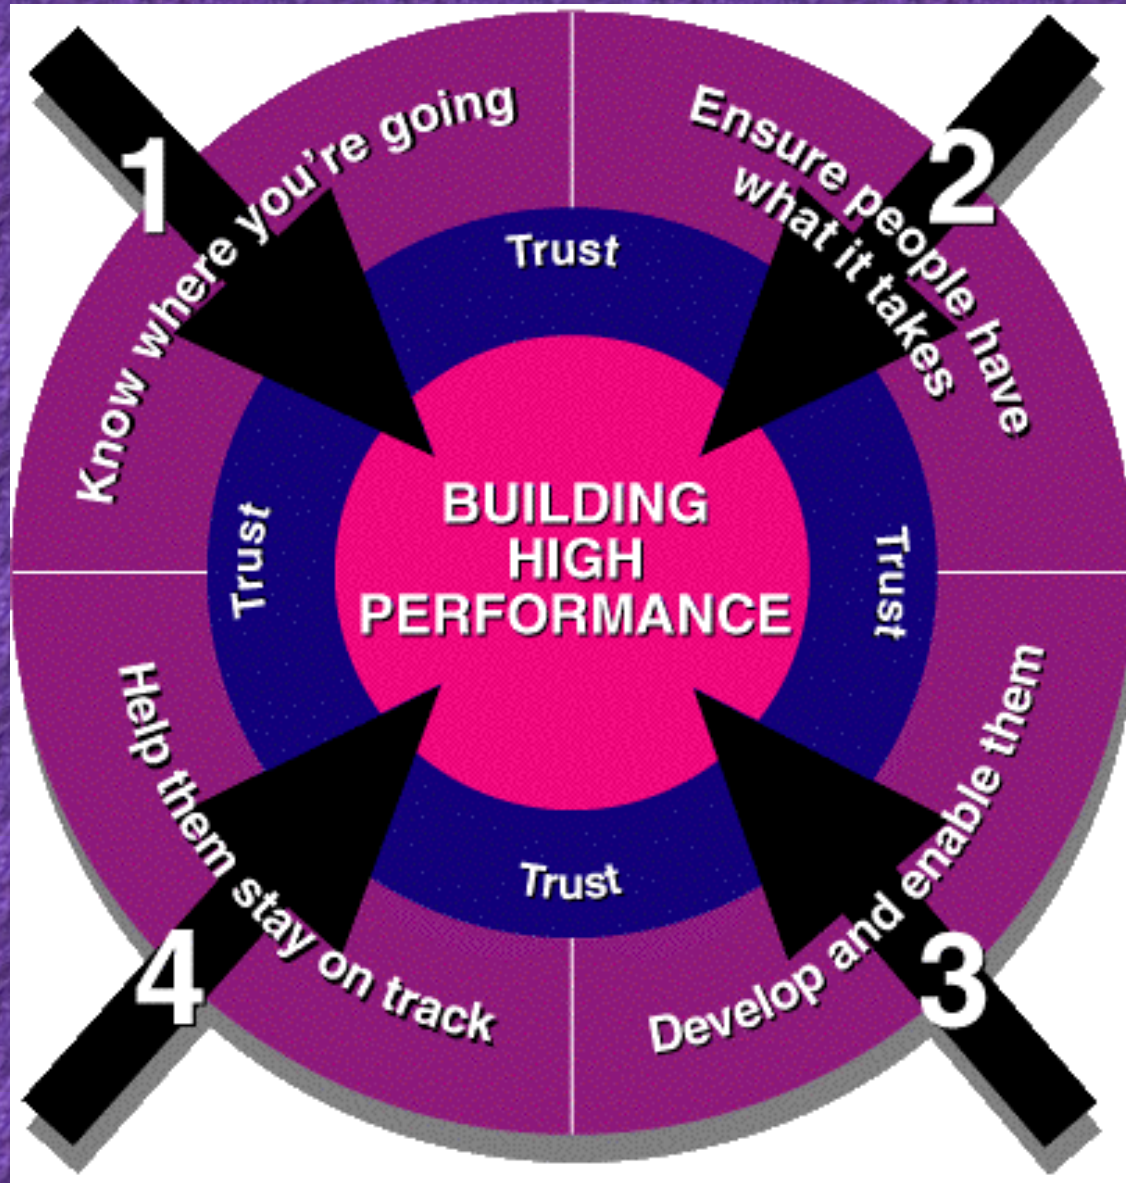 1
Know where you're going
2
Ensure people have
what it takes
Trust
Trust
BUILDING
HIGH
PERFORMANCE
Trust
Trust
4
Help them stay on track
3
Develop and enable them